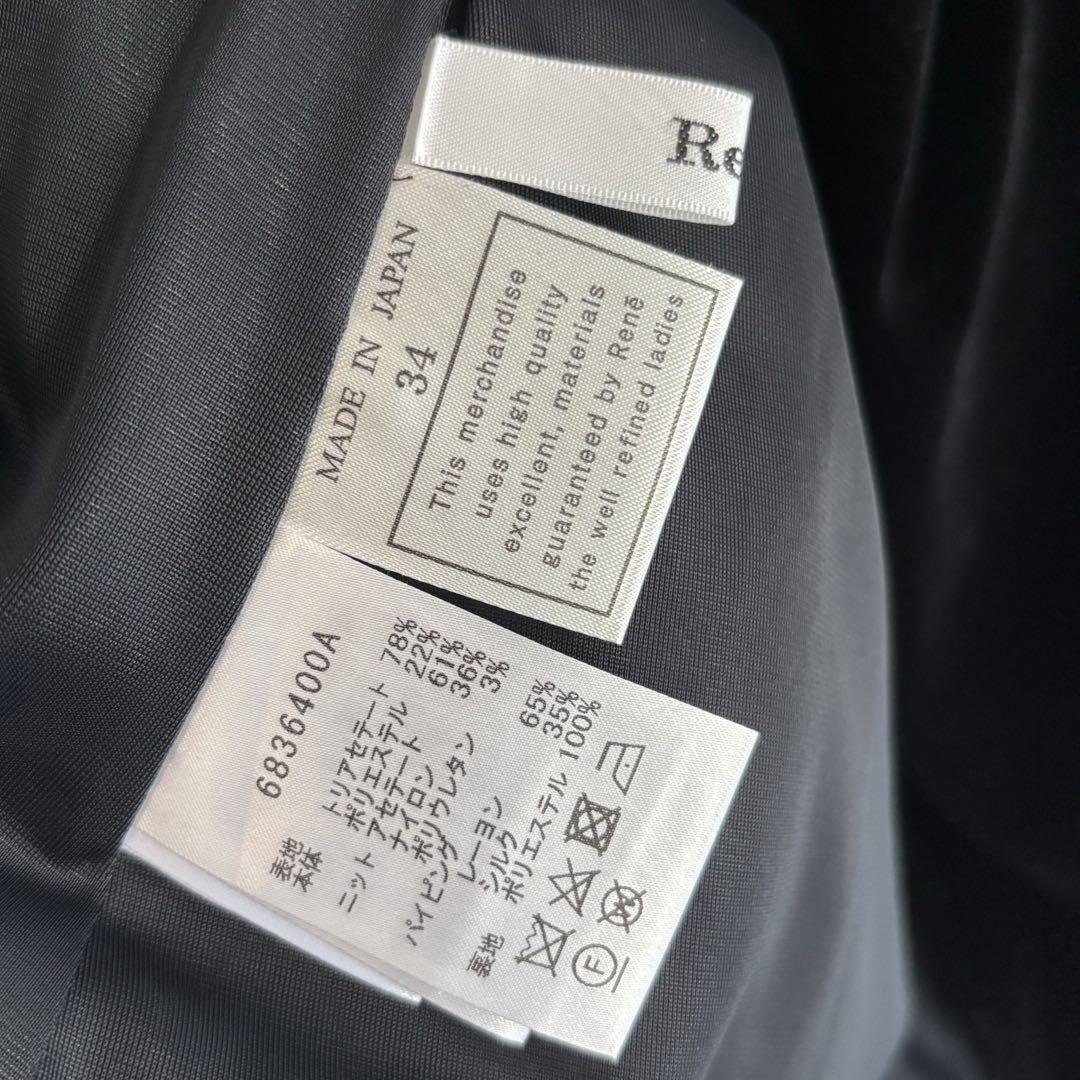 Re
MADE IN JAPAN
34
This merchandise
uses high quality
excellent, materials
guaranteed by René
the well refined ladies
6836400A
表地
本体 トリアセテート 78%
ポリエステル 22%
ニット アセテート 61%
ナイロン 36%
ポリウレタン 3%
パイピング
レーヨン 65%
シルク 35%
裏地 ポリエステル 100%
F